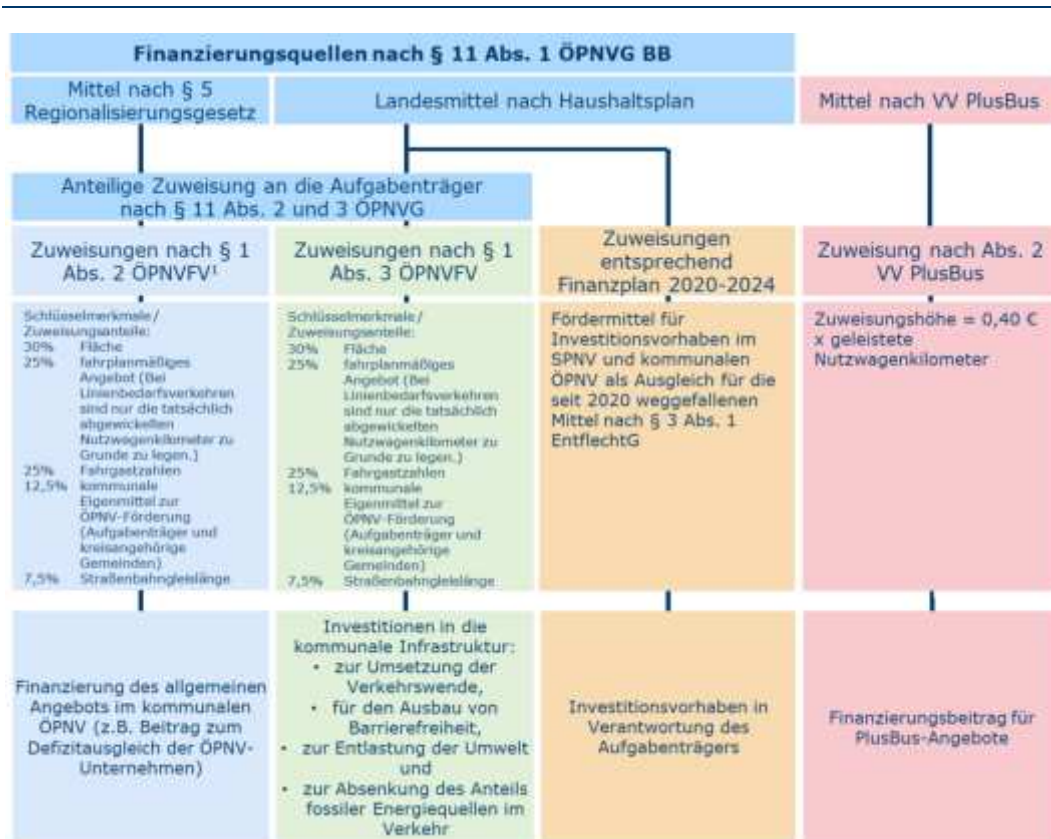 Finanzierungsquellen nach § 11 Abs. 1 ÖPNVG BB
Mittel nach § 5
Regionalisierungsgesetz
Landesmittel nach Haushaltsplan
Mittel nach VV PlusBus
Anteilige Zuweisung an die Aufgabenträger
nach § 11 Abs. 2 und 3 ÖPNVG
Zuweisungen nach § 1
Abs. 2 ÖPNVFV¹
Zuweisungen nach § 1
Abs. 3 ÖPNVFV
Zuweisungen
entsprechend
Finanzplan 2020-2024
Zuweisung nach Abs. 2
VV PlusBus
Schlüsselmerkmale/
Zuweisungsanteile:
30% Fläche
25% fahrplanmäßiges
Angebot (Bei
Linienbedarfsverkehren
sind nur die tatsächlich
abgewickelten
Nutzwagenkilometer zu
Grunde zu legen.)
25% Fahrgastzahlen
12,5% kommunale
Eigenmittel zur
ÖPNV-Förderung
(Aufgabenträger und
kreisangehörige
Gemeinden)
7,5% Straßenbahngleislänge
Schlüsselmerkmale/
Zuweisungsanteile:
30% Fläche
25% fahrplanmäßiges
Angebot (Bei
Linienbedarfsverkehren
sind nur die tatsächlich
abgewickelten
Nutzwagenkilometer zu
Grunde zu legen.)
25% Fahrgastzahlen
12,5% kommunale
Eigenmittel zur
ÖPNV-Förderung
(Aufgabenträger und
kreisangehörige
Gemeinden)
7,5% Straßenbahngleislänge
Fördermittel für
Investitionsvorhaben im
SPNV und kommunalen
ÖPNV als Ausgleich für die
seit 2020 weggefallenen
Mittel nach § 3 Abs. 1
EntflechtG
Zuweisungshöhe = 0,40 €
x geleistete
Nutzwagenkilometer
Finanzierung des allgemeinen
Angebots im kommunalen
ÖPNV (z.B. Beitrag zum
Defizitausgleich der ÖPNV-
Unternehmen)
Investitionen in die
kommunale Infrastruktur:
• zur Umsetzung der
Verkehrswende,
• für den Ausbau von
Barrierefreiheit,
• zur Entlastung der Umwelt
und
• zur Absenkung des Anteils
fossiler Energiequellen im
Verkehr
Investitionsvorhaben in
Verantwortung des
Aufgabenträgers
Finanzierungsbeitrag für
PlusBus-Angebote